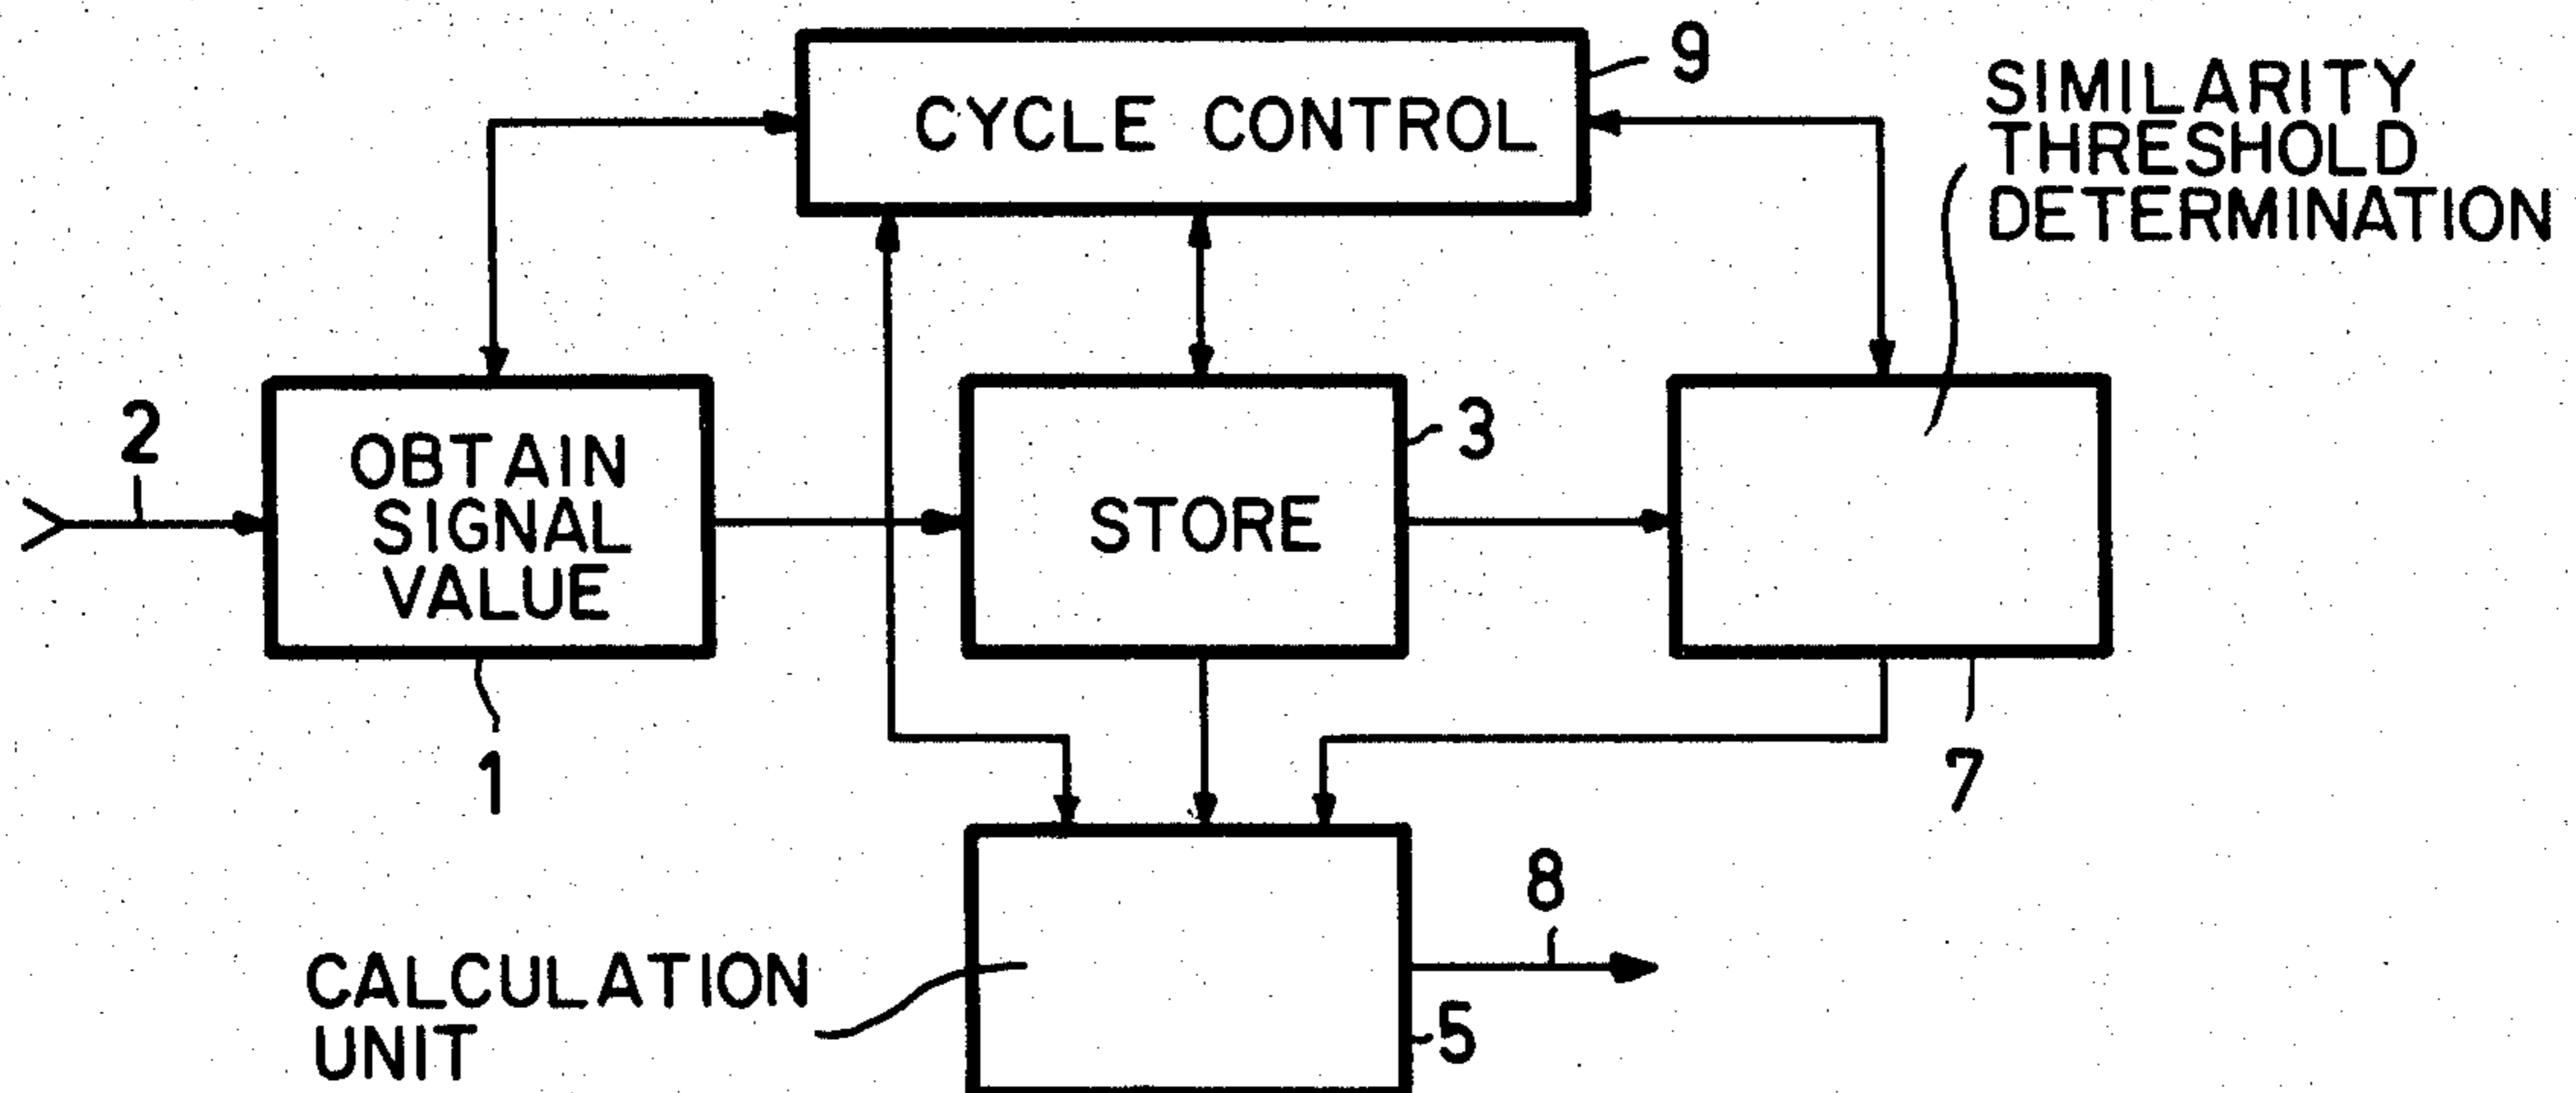 CYCLE CONTROL
9
SIMILARITY
THRESHOLD
DETERMINATION
2
OBTAIN
SIGNAL
VALUE
1
STORE
3
7
CALCULATION
UNIT
8
5